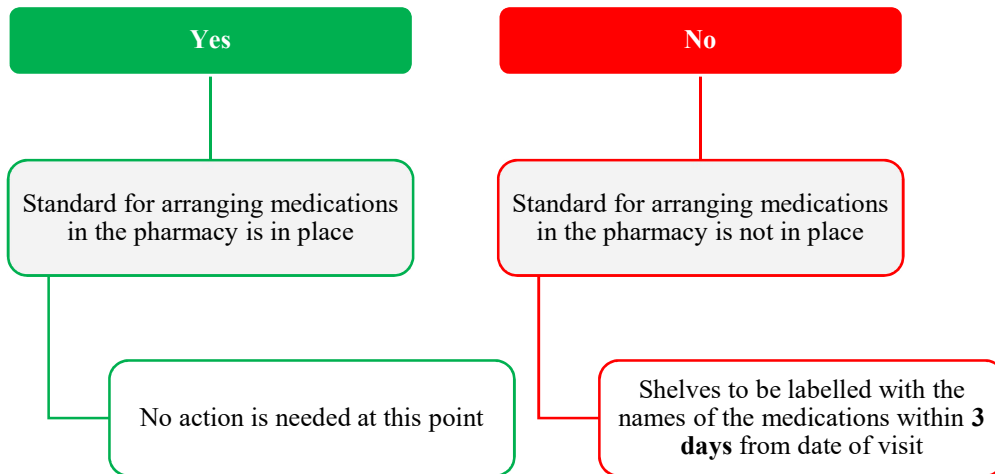 Yes
Standard for arranging medications
in the pharmacy is in place
No action is needed at this point
No
Standard for arranging medications
in the pharmacy is not in place
Shelves to be labelled with the
names of the medications within 3
days from date of visit